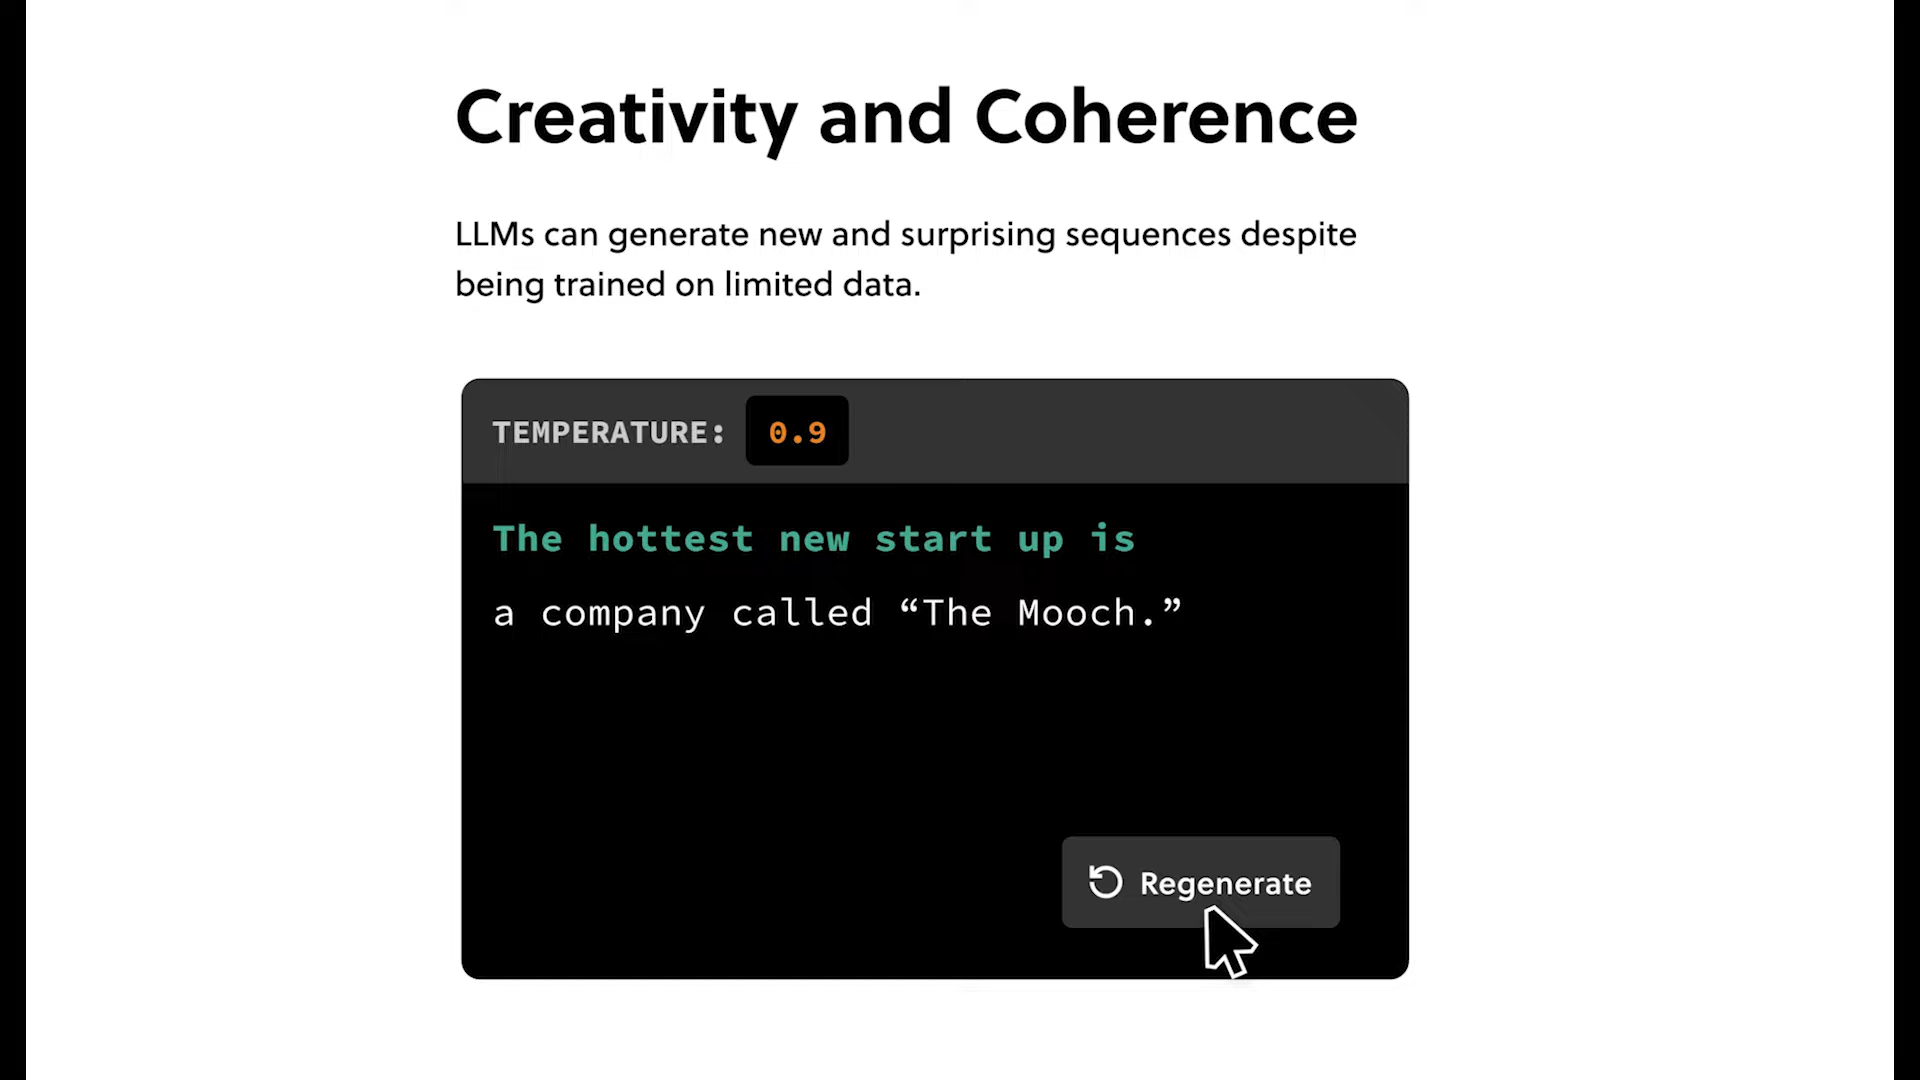 Creativity and Coherence
LLMs can generate new and surprising sequences despite
being trained on limited data.
TEMPERATURE: 0.9
The hottest new start up is
a company called “The Mooch.”
Regenerate